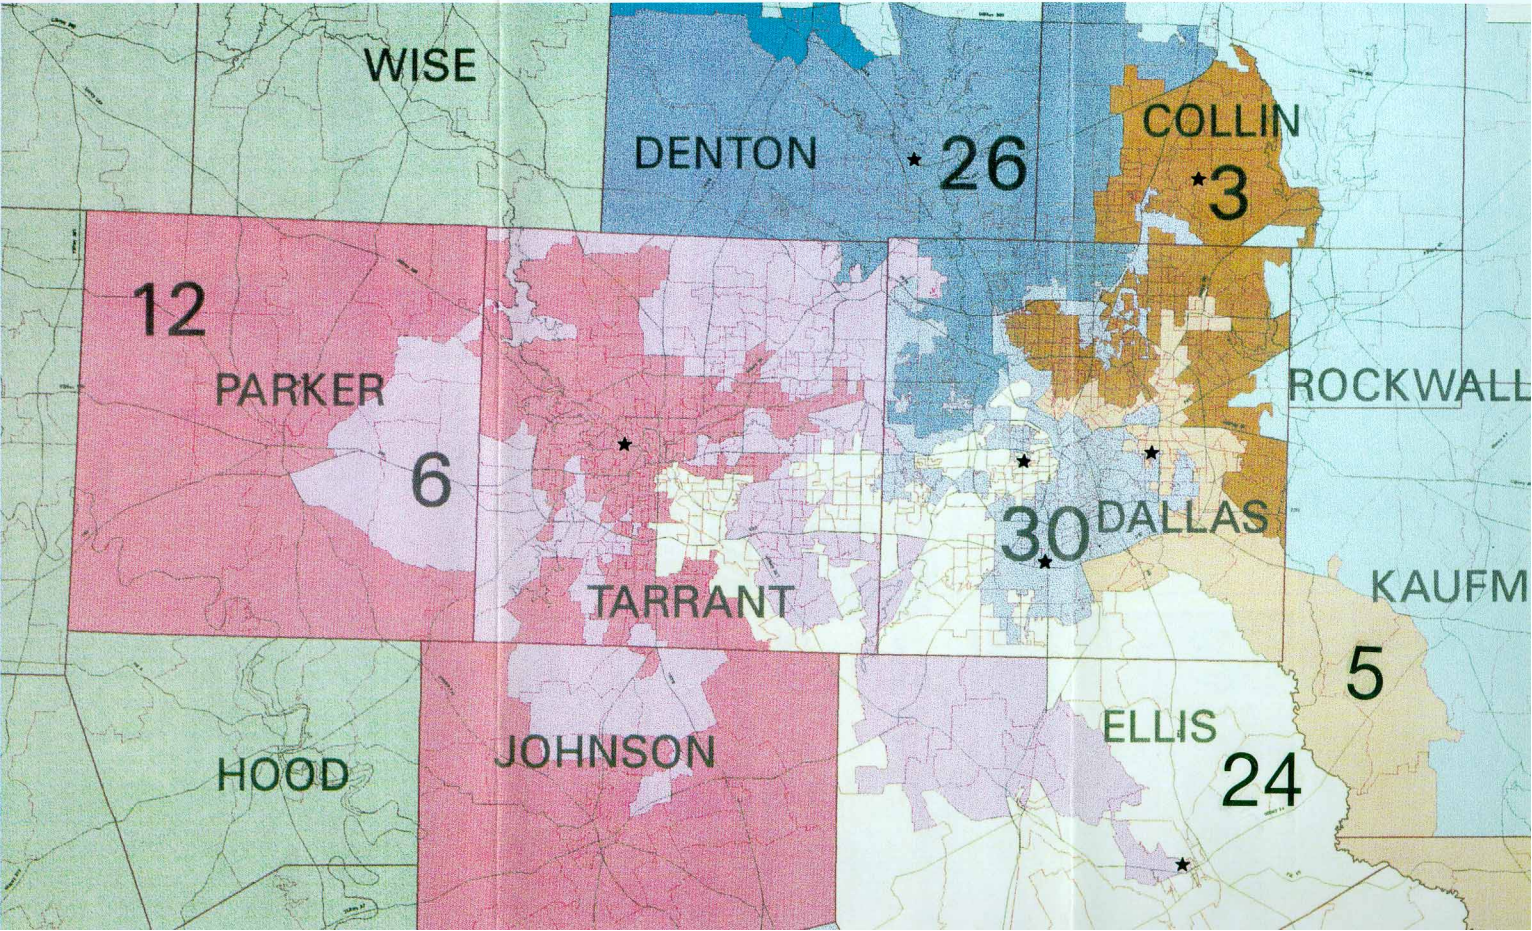 WISE
DENTON
26
COLLIN
3
12
PARKER
6
ROCKWALL
30
DALLAS
TARRANT
KAUFM
5
HOOD
JOHNSON
ELLIS
24